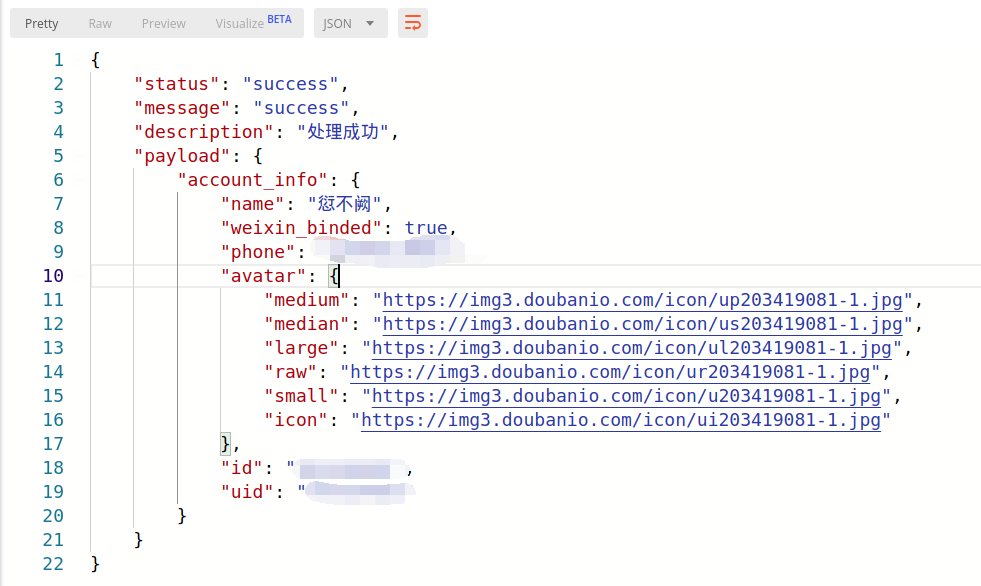 Pretty Raw Preview Visualize BETA JSON
1 {
2 "status": "success",
3 "message": "success",
4 "description": "处理成功",
5 "payload": {
6 "account_info": {
7 "name": "愆不阙",
8 "weixin_binded": true,
9 "phone":
10 "avatar": {
11 "medium": "https://img3.doubanio.com/icon/up203419081-1.jpg",
12 "median": "https://img3.doubanio.com/icon/us203419081-1.jpg",
13 "large": "https://img3.doubanio.com/icon/ul203419081-1.jpg",
14 "raw": "https://img3.doubanio.com/icon/ur203419081-1.jpg",
15 "small": "https://img3.doubanio.com/icon/u203419081-1.jpg",
16 "icon": "https://img3.doubanio.com/icon/ui203419081-1.jpg"
17 },
18 "id": " ,
19 "uid": "
20 }
21 }
22 }